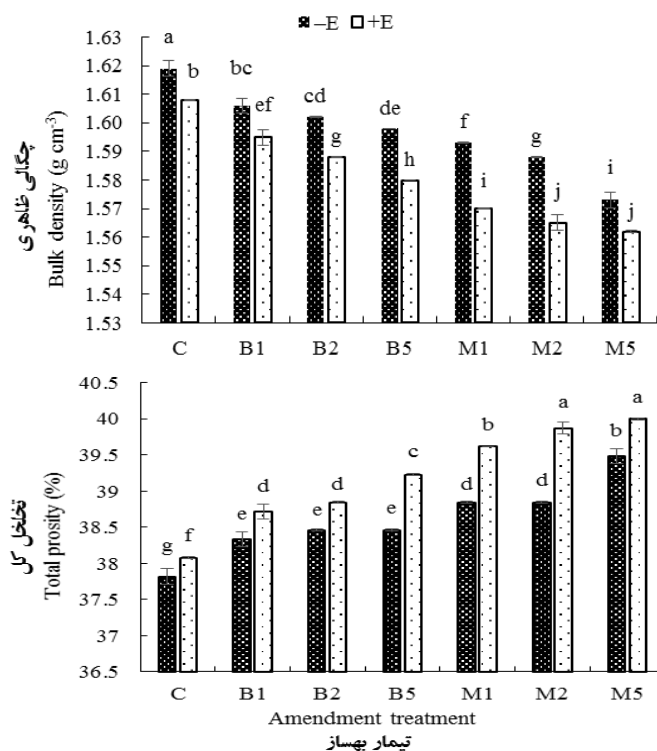 –E +E
چگالی ظاهری
Bulk density (g cm-3)
1.63
1.62
1.61
1.60
1.59
1.58
1.57
1.56
1.55
1.54
1.53
a b bc ef cd g de h f i g j i j
C B1 B2 B5 M1 M2 M5
تخلخل کل
Total prosity (%)
40.5
40
39.5
39
38.5
38
37.5
37
36.5
g f e d e d e c d b d a b a
C B1 B2 B5 M1 M2 M5
Amendment treatment
تیمار بهساز